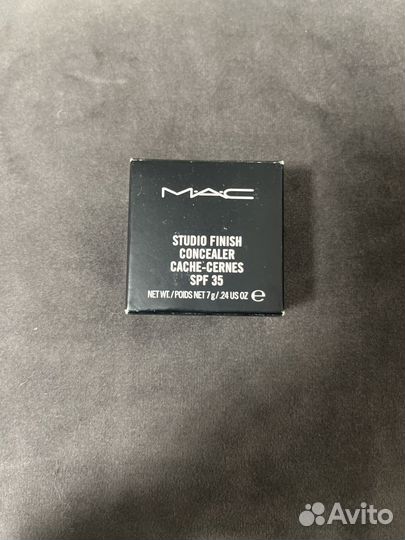 M·A·C
STUDIO FINISH
CONCEALER
CACHE-CERNES
SPF 35
NET WT./POIDS NET 7 g/.24 US OZ ℮
Avito